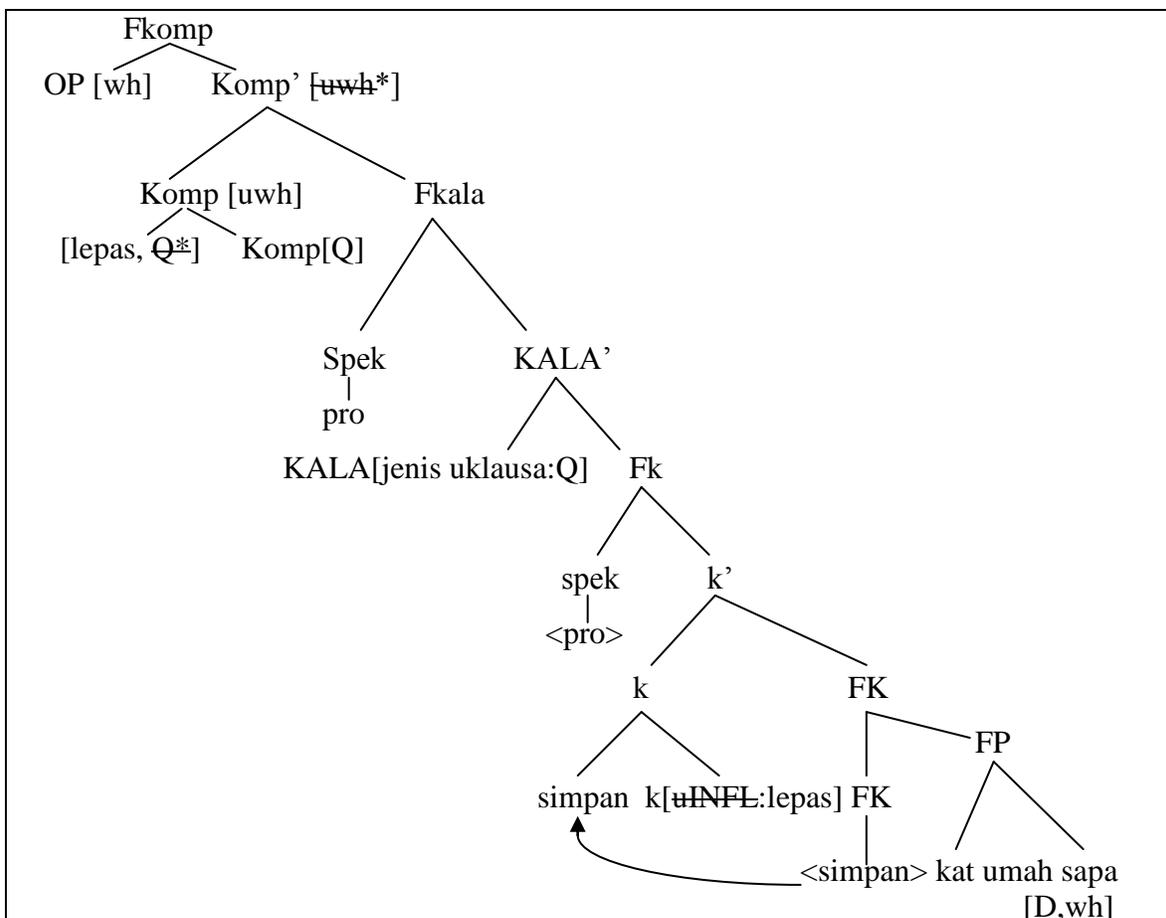 Fkomp
OP [wh] Komp’ [uwh*]
Komp [uwh] Fkala
[lepas, Q*] Komp[Q]
Spek KALA’
pro
KALA[jenis uklausa:Q] Fk
spek k’
<pro>
k FK
FP
simpan k[uINFL:lepas] FK
<simpan> kat umah sapa
[D,wh]